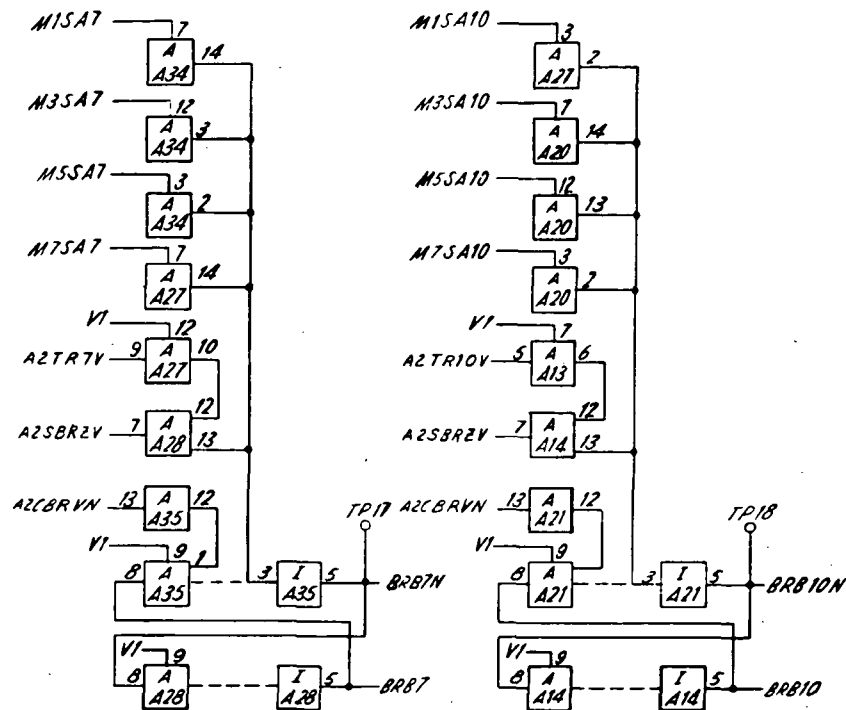 M1SA7
7
A
A34
14
M3SA7
12
A
A34
3
M5SA7
3
A
A34
2
M7SA7
7
A
A27
14
V1
12
A2TR7V
9
A
A27
10
12
A2SBR2V
7
A
A28
13
A2CBRVN
13
A
A35
12
TP17
V1
9
1
8
A
A35
3
I
A35
5
BRB7N
V1
9
8
A
A28
I
A28
5
BRB7
M1SA10
3
A
A27
2
M3SA10
7
A
A20
14
M5SA10
12
A
A20
13
M7SA10
3
A
A20
2
V1
7
A2TR10V
5
A
A13
6
12
A2SBR2V
7
A
A14
13
A2CBRVN
13
A
A21
12
TP18
V1
9
8
A
A21
3
I
A21
5
BRB10N
V1
9
8
A
A14
I
A14
5
BRB10